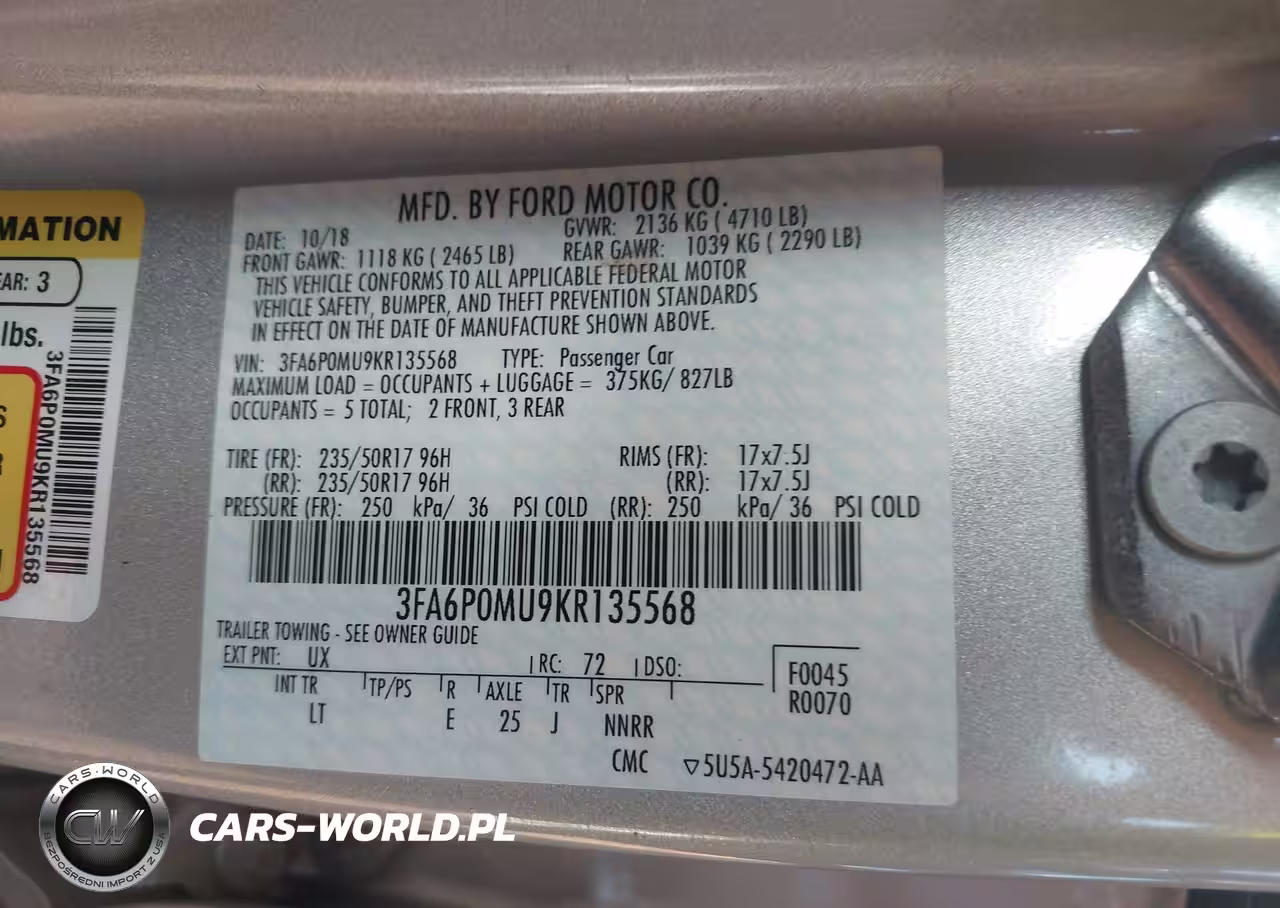 MATION
EAR: 3
lbs.
3FA6P0MU9KR135568
MFD. BY FORD MOTOR CO.
DATE: 10/18 GVWR: 2136 KG ( 4710 LB)
FRONT GAWR: 1118 KG ( 2465 LB) REAR GAWR: 1039 KG ( 2290 LB)
THIS VEHICLE CONFORMS TO ALL APPLICABLE FEDERAL MOTOR
VEHICLE SAFETY, BUMPER, AND THEFT PREVENTION STANDARDS
IN EFFECT ON THE DATE OF MANUFACTURE SHOWN ABOVE.
VIN: 3FA6P0MU9KR135568 TYPE: Passenger Car
MAXIMUM LOAD = OCCUPANTS + LUGGAGE = 375KG/ 827LB
OCCUPANTS = 5 TOTAL; 2 FRONT, 3 REAR
TIRE (FR): 235/50R17 96H RIMS (FR): 17x7.5J
(RR): 235/50R17 96H (RR): 17x7.5J
PRESSURE (FR): 250 kPa/ 36 PSI COLD (RR): 250 kPa/ 36 PSI COLD
3FA6P0MU9KR135568
TRAILER TOWING - SEE OWNER GUIDE
EXT PNT: UX RC: 72 DSO:
INT TR TP/PS R AXLE TR SPR
LT E 25 J NNRR
F0045
R0070
CMC ▽5U5A-5420472-AA
CARS-WORLD
CW
BEZPOŚREDNI IMPORT Z USA
CARS-WORLD.PL